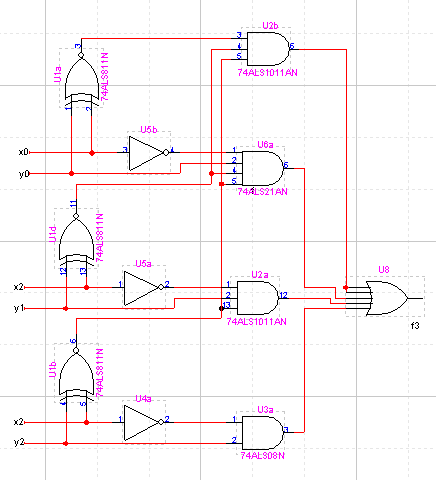 U2b
3
3
4
6
5
U1a
74ALS811N
74ALS1011AN
1
2
U5b
U6a
x0
3
4
1
2
6
y0
4
5
11
74ALS21AN
U1d
74ALS811N
12
13
U5a
U2a
U8
x2
1
2
1
2
12
y1
13
74ALS1011AN
f3
6
U1b
74ALS811N
4
5
U4a
U3a
x2
1
2
1
3
y2
2
74ALS08N